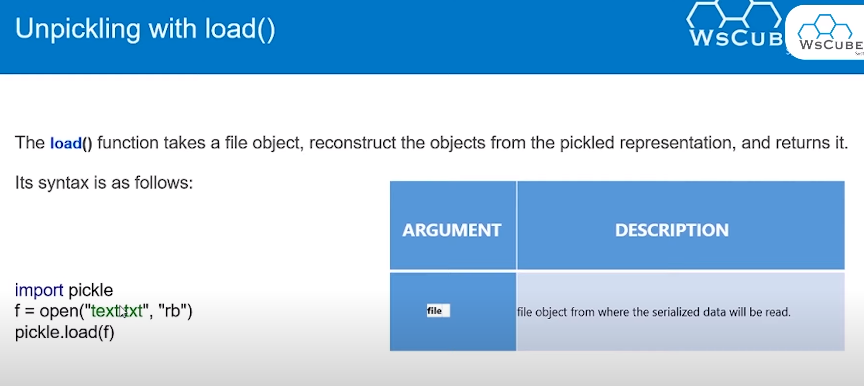 Unpickling with load()
WSCUB
WSCUBE
The load() function takes a file object, reconstruct the objects from the pickled representation, and returns it.
Its syntax is as follows:
ARGUMENT DESCRIPTION
file file object from where the serialized data will be read.
import pickle
f = open("text.txt", "rb")
pickle.load(f)